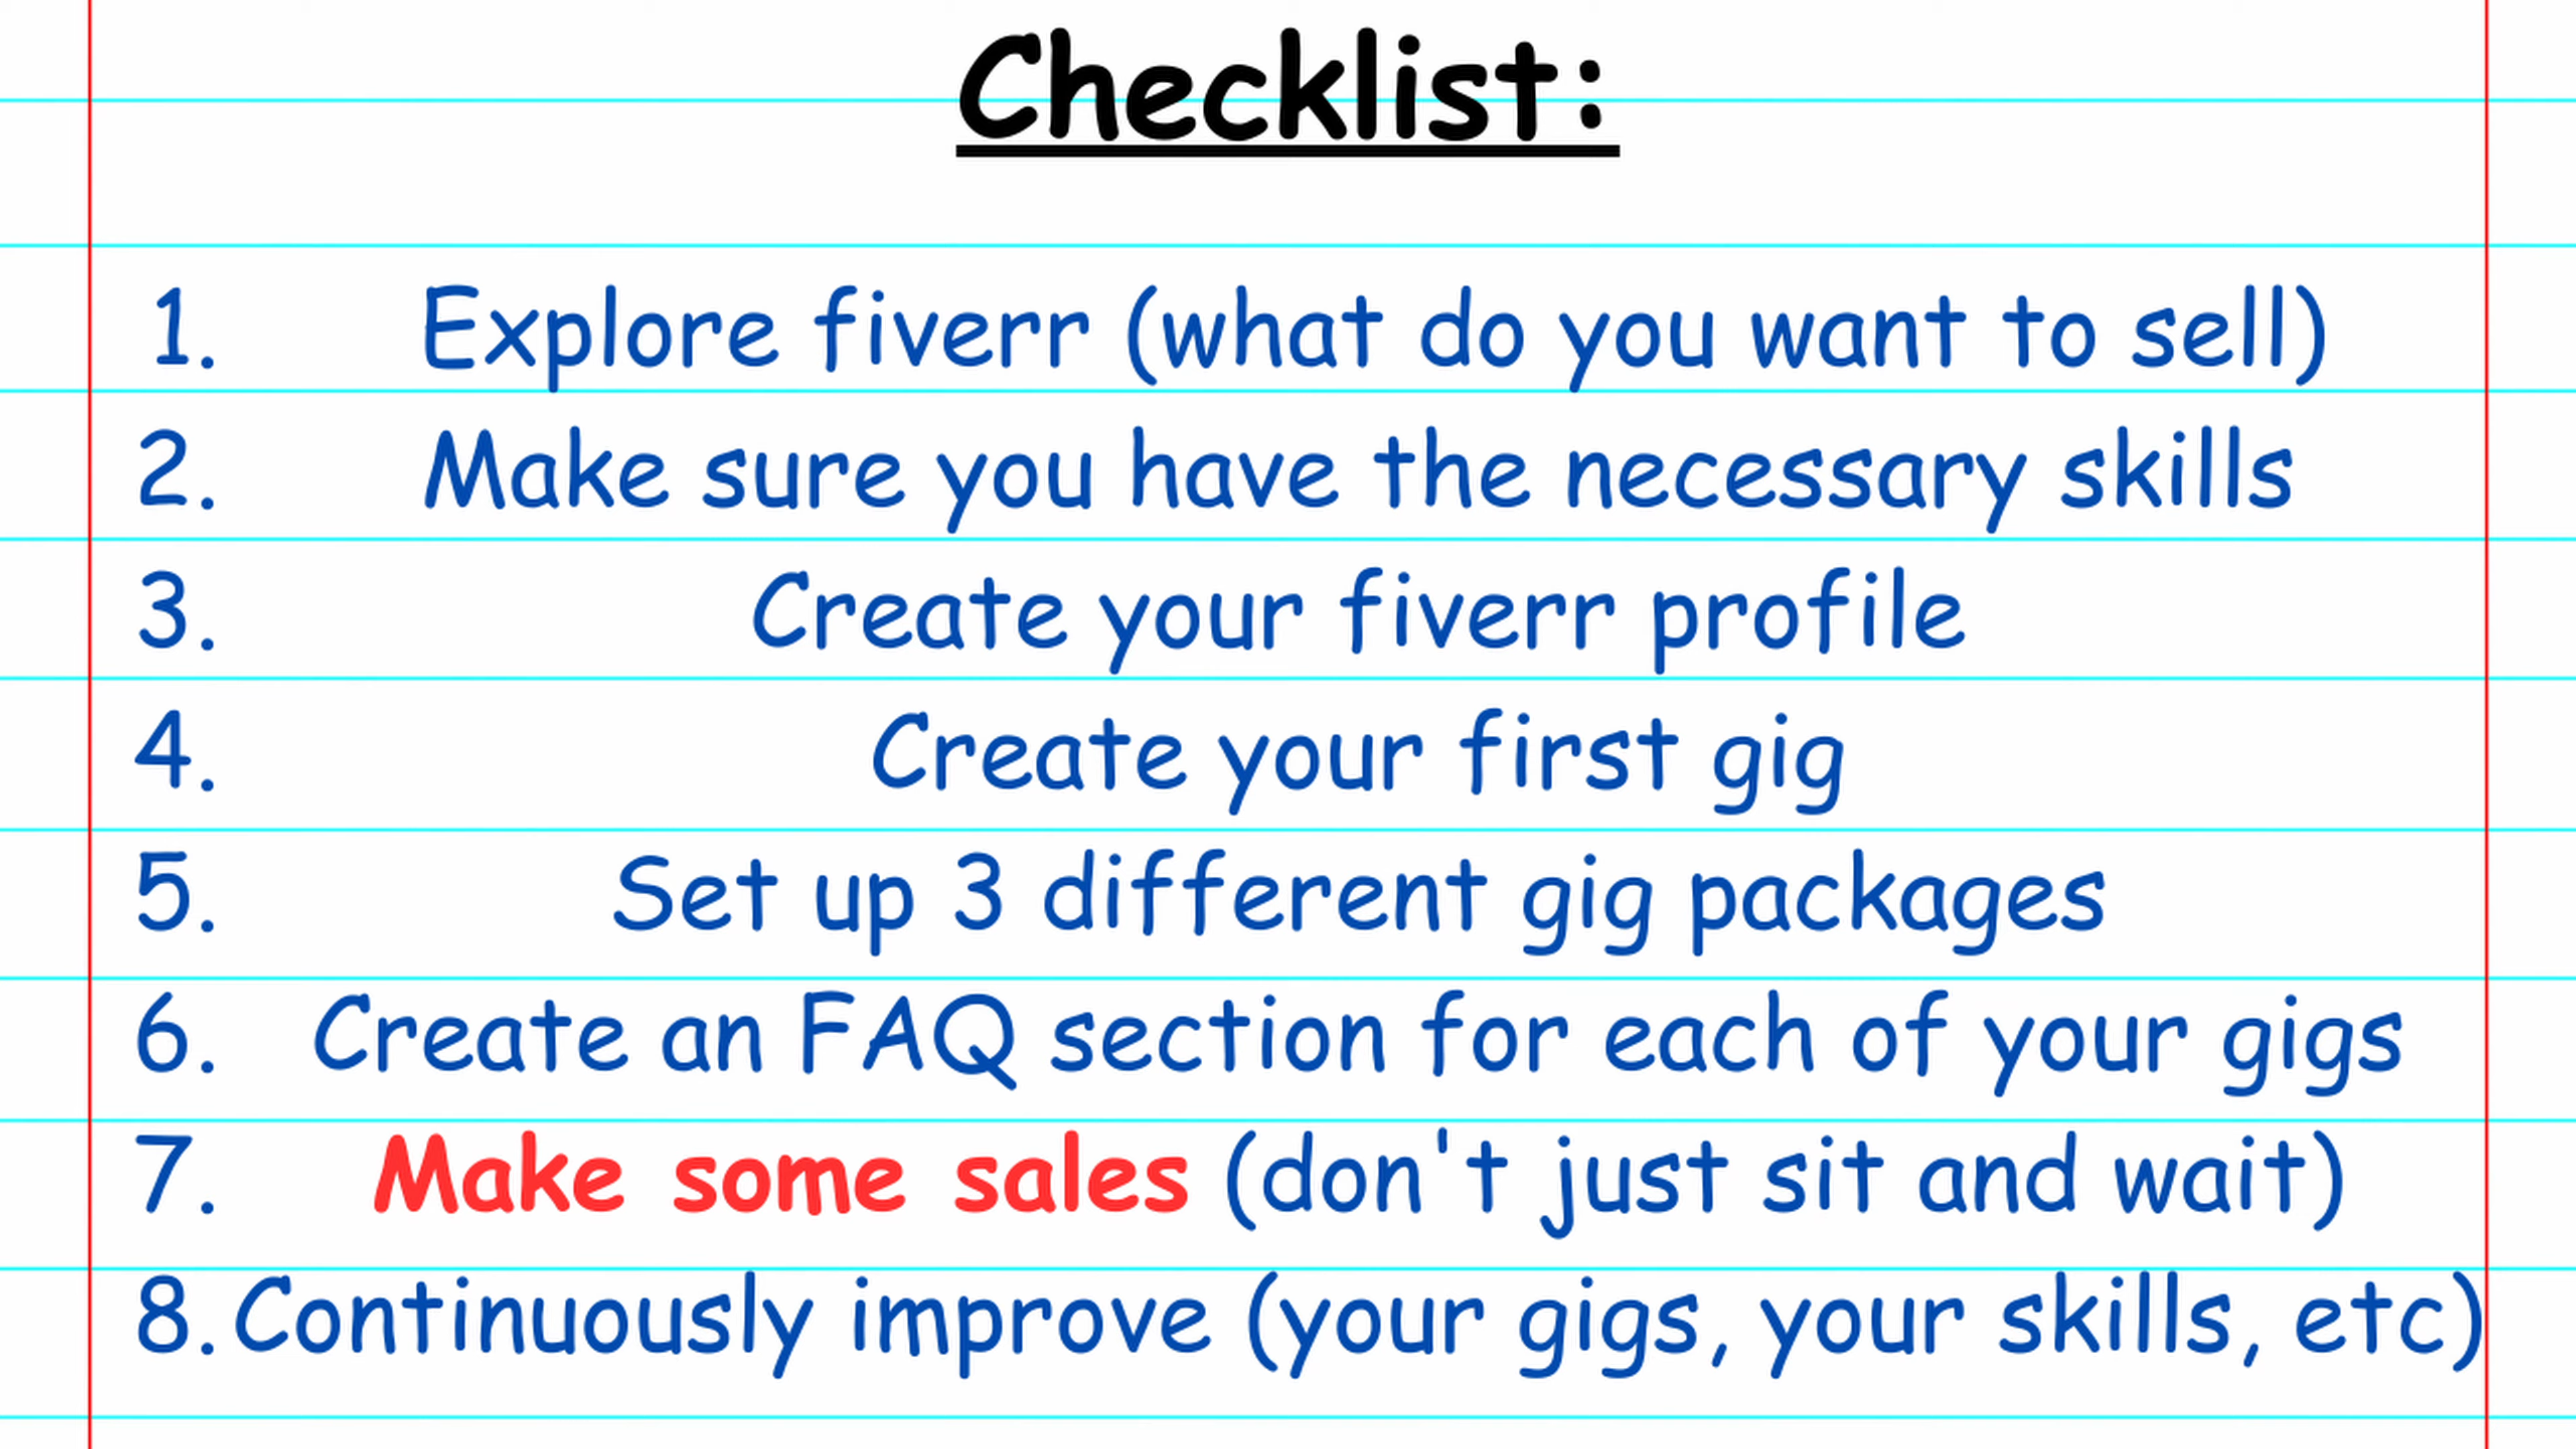 Checklist:
1. Explore fiverr (what do you want to sell)
2. Make sure you have the necessary skills
3. Create your fiverr profile
4. Create your first gig
5. Set up 3 different gig packages
6. Create an FAQ section for each of your gigs
7. Make some sales (don't just sit and wait)
8. Continuously improve (your gigs, your skills, etc)